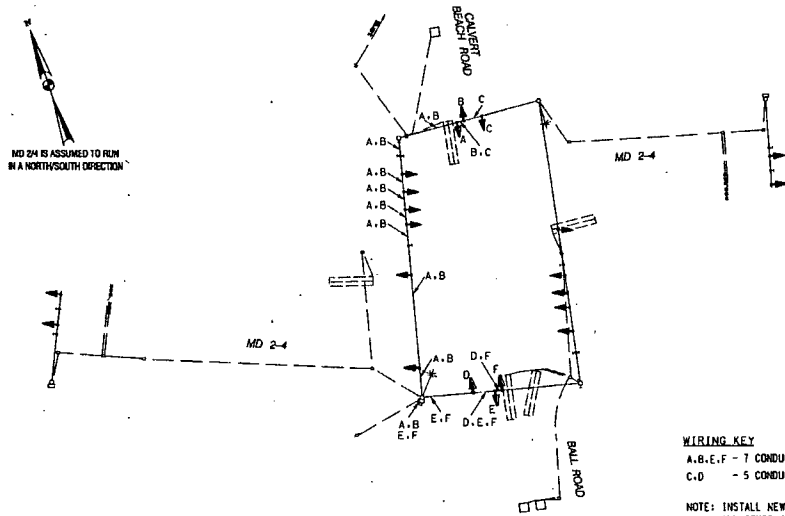 CALVERT
BEACH ROAD
MD 2/4 IS ASSUMED TO RUN
IN A NORTH/SOUTH DIRECTION
B
C
A,B
A
C
B,C
A,B
A,B
A,B
A,B
A,B
MD 2-4
A,B
MD 2-4
A,B
D,F
D
F
E
A,B
E,F
E,F
D,E,F
BALL ROAD
WIRING KEY
A,B,E,F - 7 CONDU
C,D - 5 CONDU
NOTE: INSTALL NEW